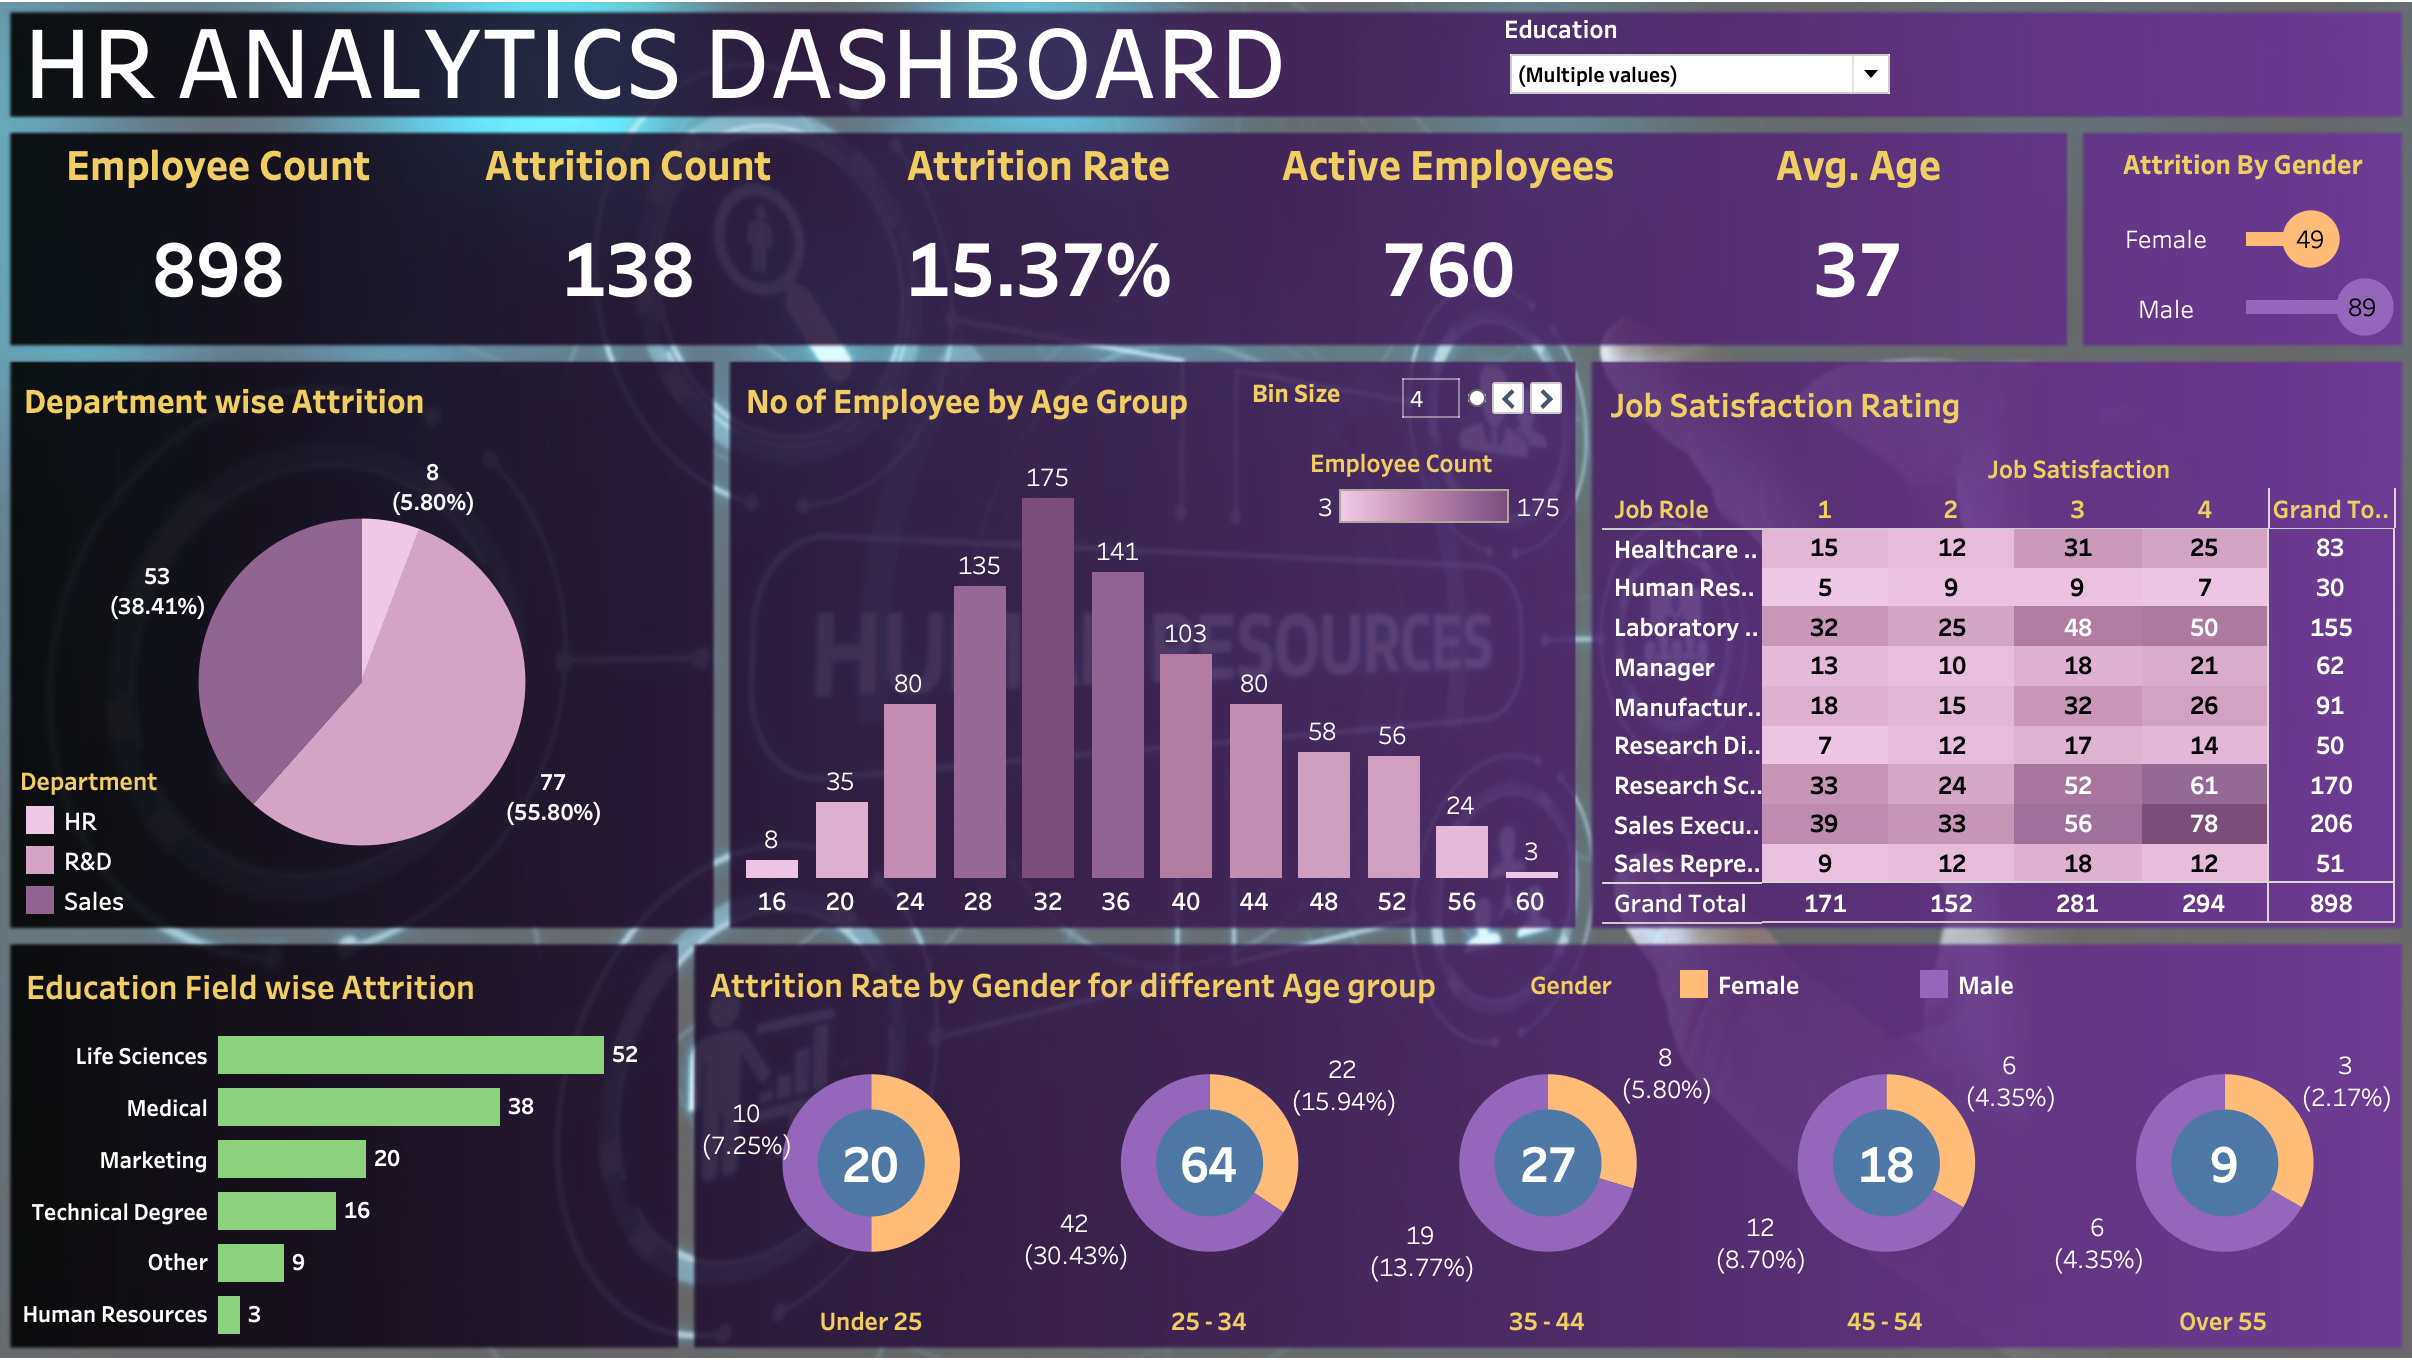 HR ANALYTICS DASHBOARD
Education
(Multiple values)
Employee Count
Attrition Count
Attrition Rate
Active Employees
Avg. Age
898
138
15.37%
760
37
Attrition By Gender
Female 49
Male 89
Department wise Attrition
8
(5.80%)
53
(38.41%)
77
(55.80%)
Department
HR
R&D
Sales
No of Employee by Age Group
Bin Size 4
Employee Count
3 175
8 35 80 135 175 141 103 80 58 56 24 3
16 20 24 28 32 36 40 44 48 52 56 60
HUMAN RESOURCES
Job Satisfaction Rating
Job Satisfaction
Job Role 1 2 3 4 Grand To..
Healthcare .. 15 12 31 25 83
Human Res.. 5 9 9 7 30
Laboratory .. 32 25 48 50 155
Manager 13 10 18 21 62
Manufactur.. 18 15 32 26 91
Research Di.. 7 12 17 14 50
Research Sc.. 33 24 52 61 170
Sales Execu.. 39 33 56 78 206
Sales Repre.. 9 12 18 12 51
Grand Total 171 152 281 294 898
Education Field wise Attrition
Life Sciences 52
Medical 38
Marketing 20
Technical Degree 16
Other 9
Human Resources 3
Attrition Rate by Gender for different Age group
Gender Female Male
10
(7.25%)
20
Under 25
22
(15.94%)
64
42
(30.43%)
25 - 34
8
(5.80%)
27
19
(13.77%)
35 - 44
6
(4.35%)
18
12
(8.70%)
45 - 54
3
(2.17%)
9
6
(4.35%)
Over 55